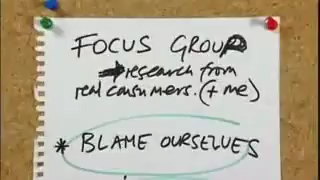 FOCUS GROUP
→research from
real consumers. (+ me)
* BLAME OURSELVES